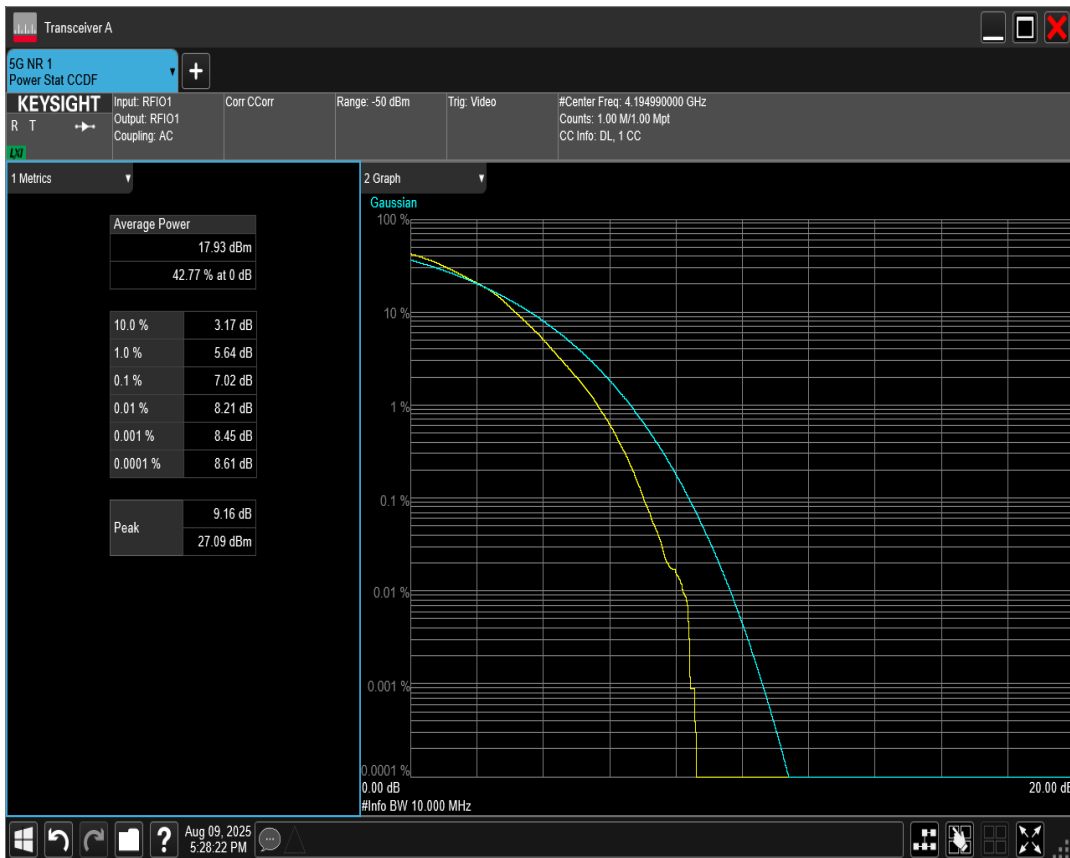 Transceiver A
5G NR 1
Power Stat CCDF
KEYSIGHT
R T
LXI
Input: RFIO1
Output: RFIO1
Coupling: AC
Corr CCorr
Range: -50 dBm
Trig: Video
#Center Freq: 4.194990000 GHz
Counts: 1.00 M/1.00 Mpt
CC Info: DL, 1 CC
1 Metrics
Average Power
17.93 dBm
42.77 % at 0 dB
10.0 % 3.17 dB
1.0 % 5.64 dB
0.1 % 7.02 dB
0.01 % 8.21 dB
0.001 % 8.45 dB
0.0001 % 8.61 dB
Peak
9.16 dB
27.09 dBm
2 Graph
Gaussian
100 %
10 %
1 %
0.1 %
0.01 %
0.001 %
0.0001 %
0.00 dB
20.00 dB
#Info BW 10.000 MHz
?
Aug 09, 2025
5:28:22 PM